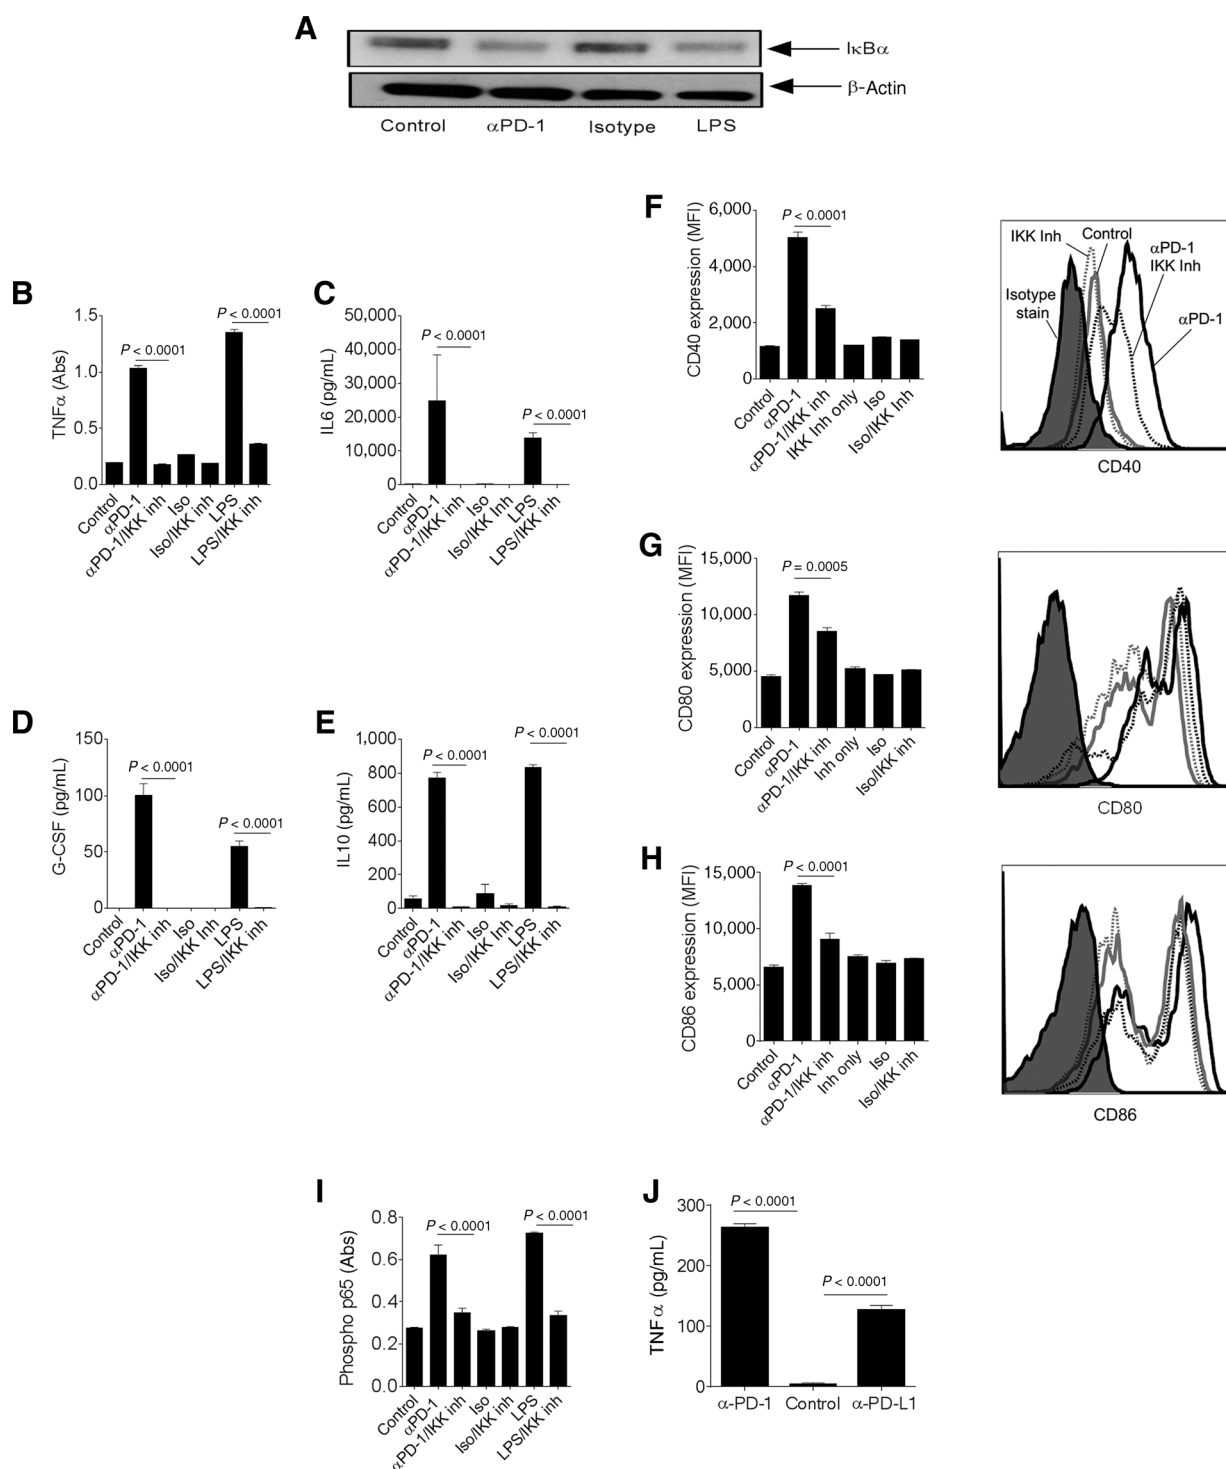 A
IκBα
β-Actin
Control αPD-1 Isotype LPS
B
TNFα (Abs)
1.5
1.0
0.5
0.0
P < 0.0001
P < 0.0001
Control
αPD-1
αPD-1/IKK inh
Iso
Iso/IKK inh
LPS
LPS/IKK inh
C
IL6 (pg/mL)
50,000
40,000
30,000
20,000
10,000
0
P < 0.0001
P < 0.0001
Control
αPD-1
αPD-1/IKK inh
Iso
Iso/IKK Inh
LPS
LPS/IKK inh
D
G-CSF (pg/mL)
150
100
50
0
P < 0.0001
P < 0.0001
Control
αPD-1
αPD-1/IKK inh
Iso
Iso/IKK Inh
LPS
LPS/IKK inh
E
IL10 (pg/mL)
1,000
800
600
400
200
0
P < 0.0001
P < 0.0001
Control
αPD-1
αPD-1/IKK inh
Iso
Iso/IKK Inh
LPS
LPS/IKK inh
F
CD40 expression (MFI)
6,000
4,000
2,000
0
P < 0.0001
Control
αPD-1
αPD-1/IKK inh
IKK Inh only
Iso
Iso/IKK Inh
IKK Inh
Control
αPD-1
IKK Inh
Isotype
stain
αPD-1
CD40
G
CD80 expression (MFI)
15,000
10,000
5,000
0
P = 0.0005
Control
αPD-1
αPD-1/IKK inh
Inh only
Iso
Iso/IKK inh
CD80
H
CD86 expression (MFI)
15,000
10,000
5,000
0
P < 0.0001
Control
αPD-1
αPD-1/IKK inh
Inh only
Iso
Iso/IKK inh
CD86
I
Phospho p65 (Abs)
0.8
0.6
0.4
0.2
0.0
P < 0.0001
P < 0.0001
Control
αPD-1
αPD-1/IKK inh
Iso
Iso/IKK inh
LPS
LPS/IKK inh
J
TNFα (pg/mL)
300
200
100
0
P < 0.0001
P < 0.0001
α-PD-1 Control α-PD-L1